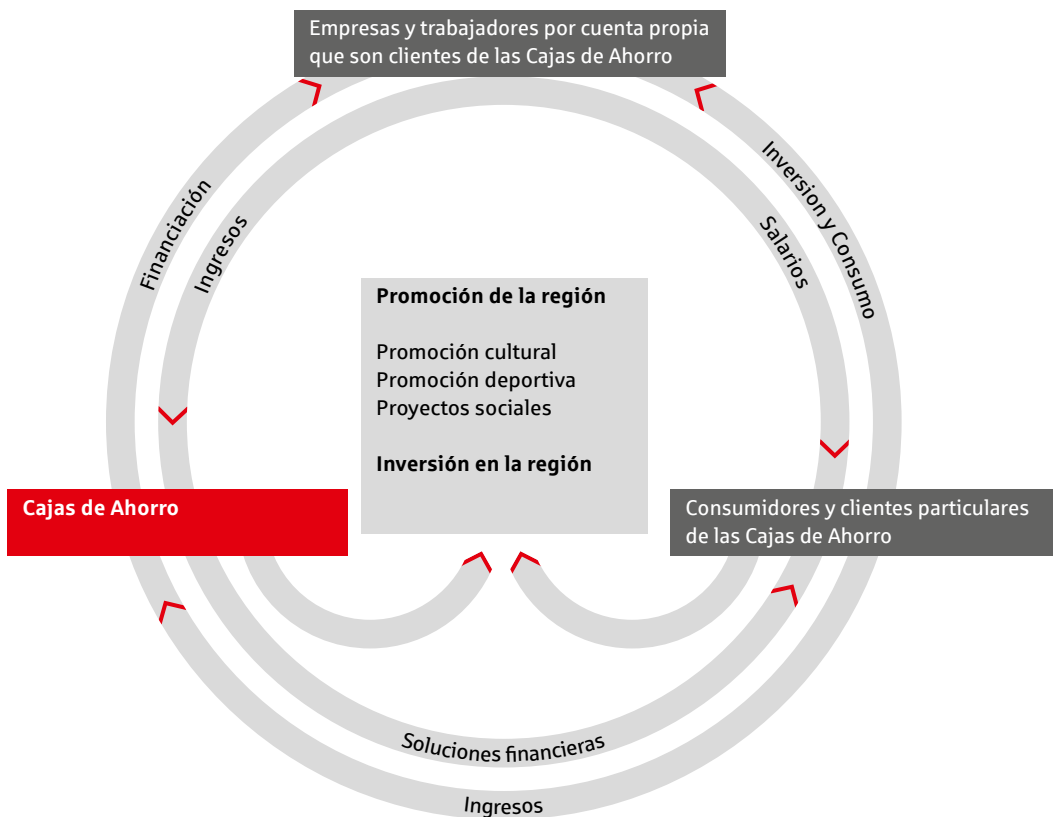 Empresas y trabajadores por cuenta propia
que son clientes de las Cajas de Ahorro
Financiación
Ingresos
Salarios
Inversion y Consumo
Promoción de la región
Promoción cultural
Promoción deportiva
Proyectos sociales
Inversión en la región
Cajas de Ahorro
Consumidores y clientes particulares
de las Cajas de Ahorro
Soluciones financieras
Ingresos